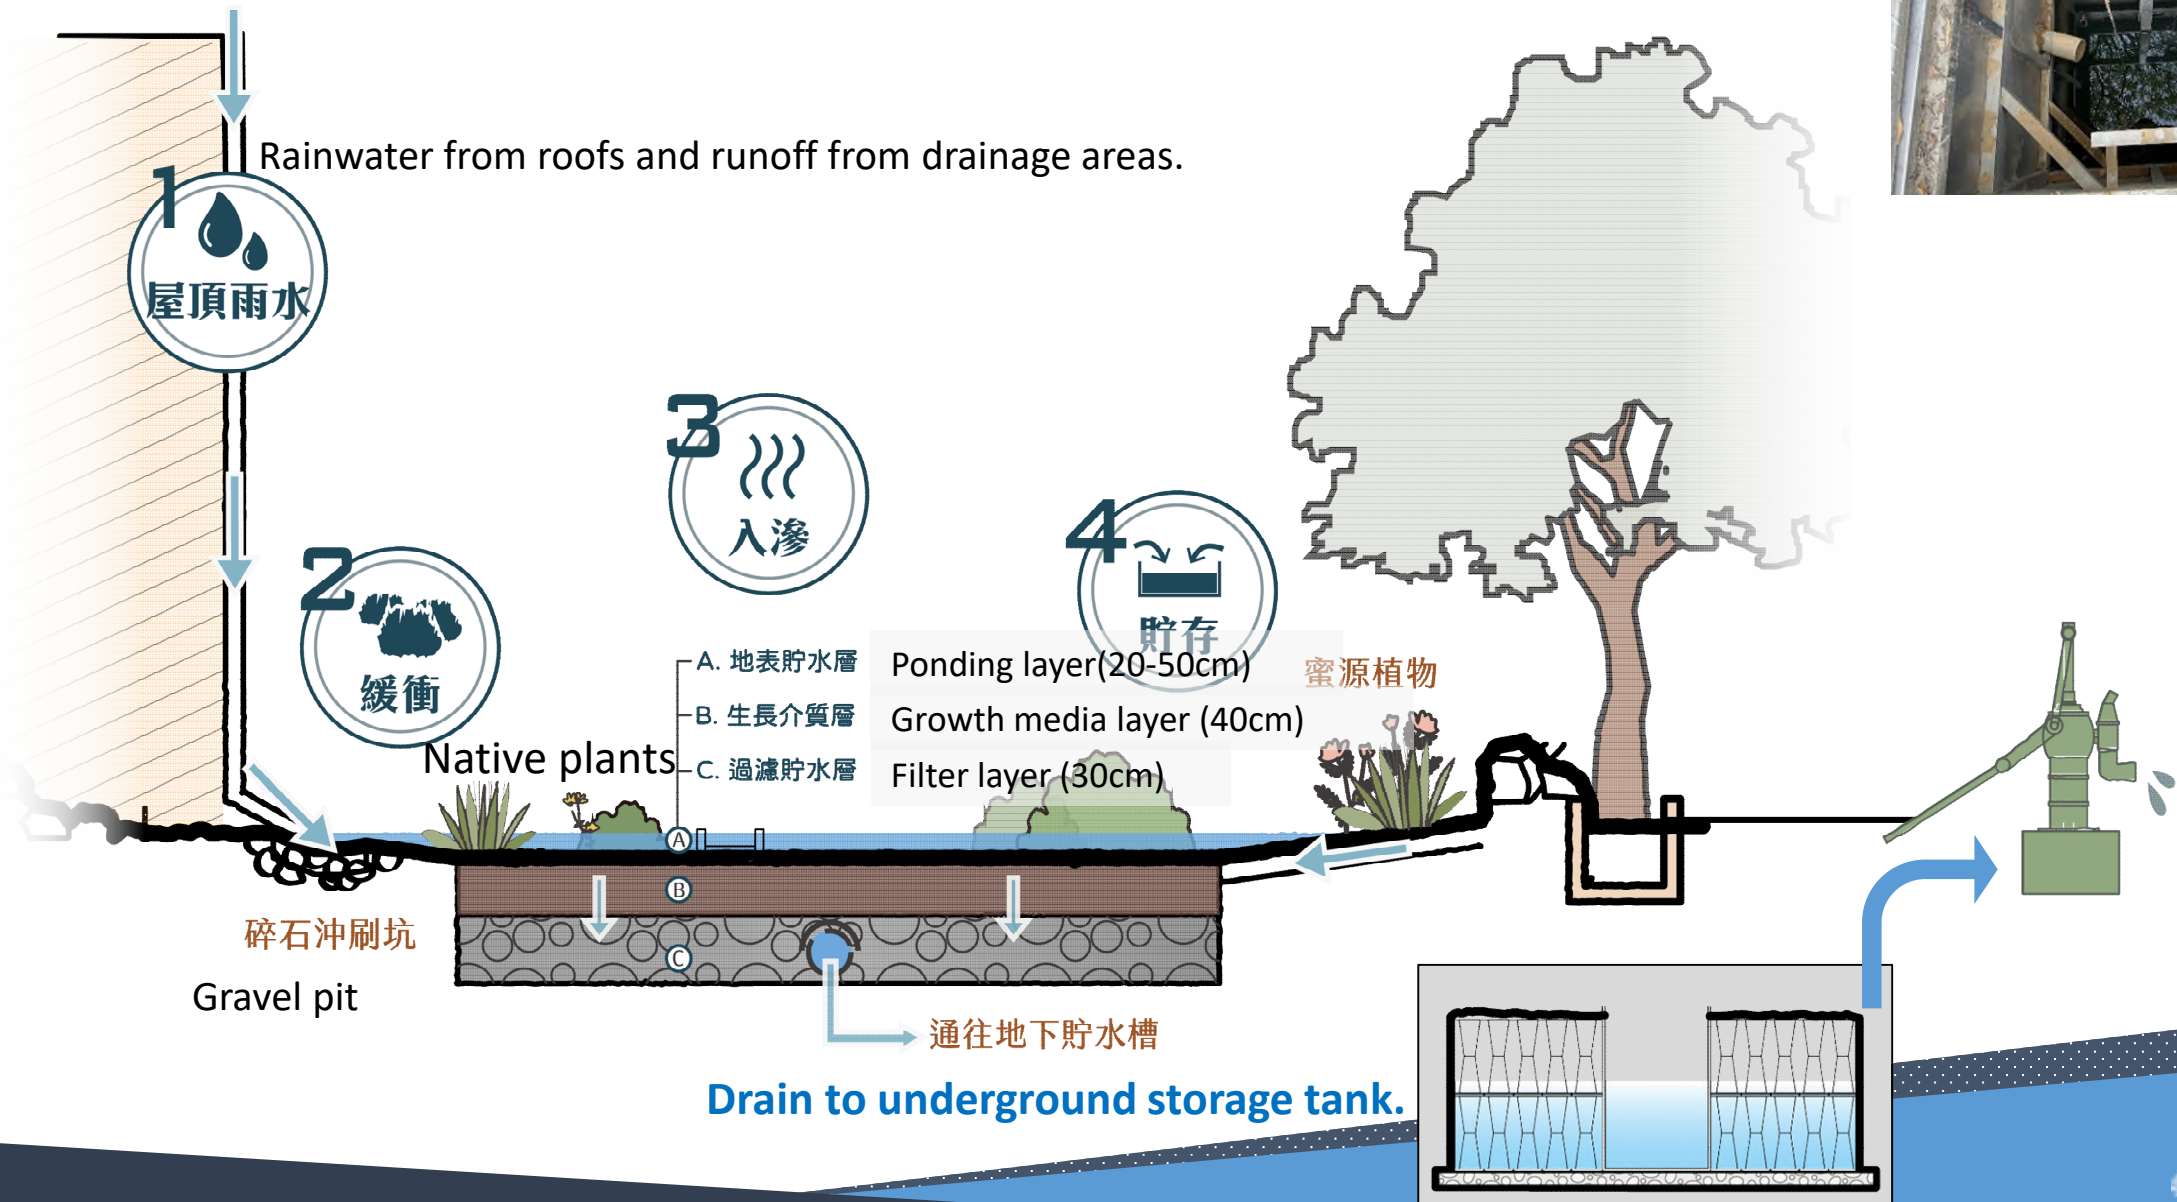 Rainwater from roofs and runoff from drainage areas.
1
屋頂雨水
2
緩衝
3
入滲
4
貯存
A. 地表貯水層 Ponding layer(20-50cm)
B. 生長介質層 Growth media layer (40cm)
C. 過濾貯水層 Filter layer (30cm)
蜜源植物
Native plants
A
B
C
碎石沖刷坑
Gravel pit
通往地下貯水槽
Drain to underground storage tank.